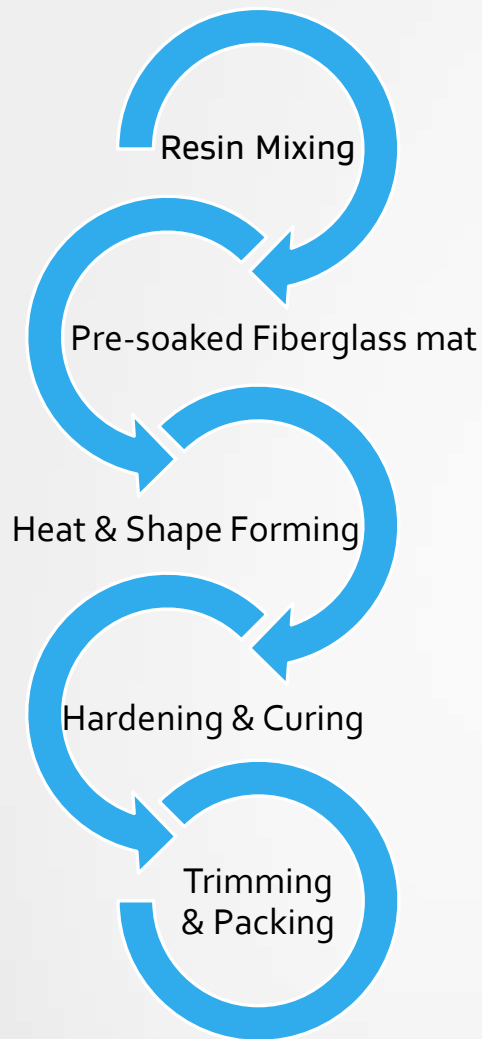 Resin Mixing
Pre-soaked Fiberglass mat
Heat & Shape Forming
Hardening & Curing
Trimming
& Packing